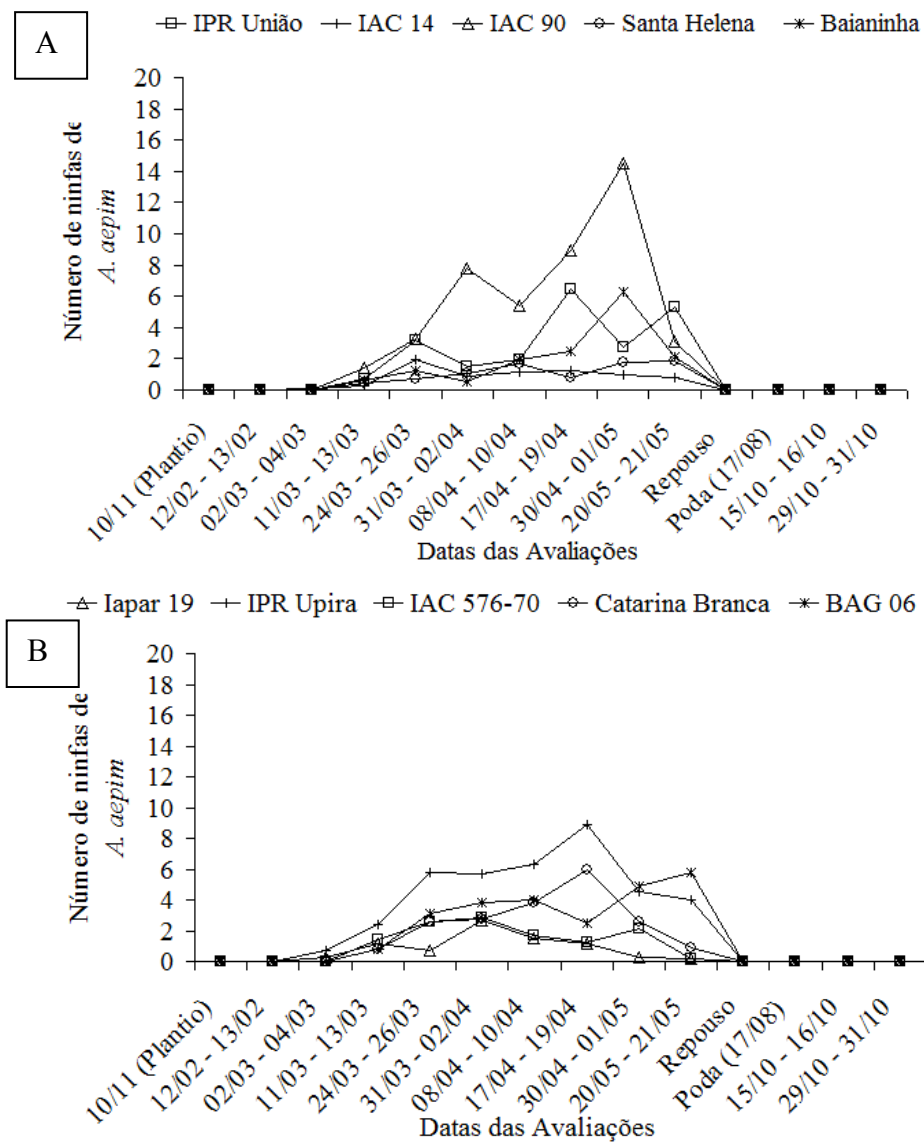 IPR União IAC 14 IAC 90 Santa Helena Baianinha
A
Número de ninfas de
A. aepim
20
18
16
14
12
10
8
6
4
2
0
10/11 (Plantio)
12/02 - 13/02
02/03 - 04/03
11/03 - 13/03
24/03 - 26/03
31/03 - 02/04
08/04 - 10/04
17/04 - 19/04
30/04 - 01/05
20/05 - 21/05
Repouso
Poda (17/08)
15/10 - 16/10
29/10 - 31/10
Datas das Avaliações
Iapar 19 IPR Upira IAC 576-70 Catarina Branca BAG 06
B
Número de ninfas de
A. aepim
20
18
16
14
12
10
8
6
4
2
0
10/11 (Plantio)
12/02 - 13/02
02/03 - 04/03
11/03 - 13/03
24/03 - 26/03
31/03 - 02/04
08/04 - 10/04
17/04 - 19/04
30/04 - 01/05
20/05 - 21/05
Repouso
Poda (17/08)
15/10 - 16/10
29/10 - 31/10
Datas das Avaliações